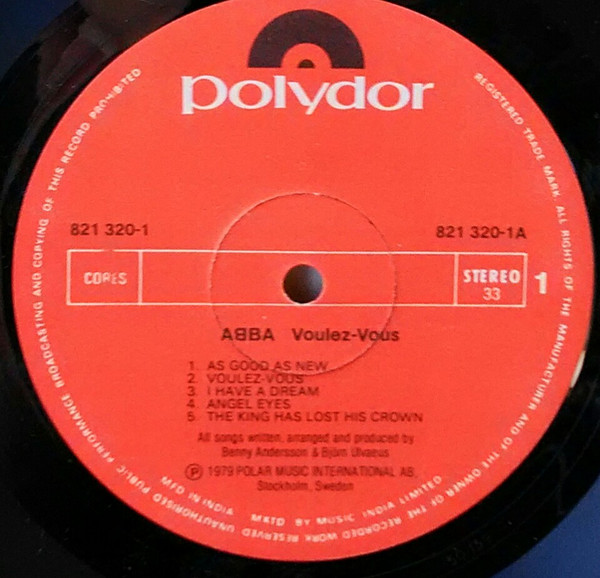 polydor
821 320-1
821 320-1A
CORES
STEREO
33
1
ABBA Voulez-Vous
1. AS GOOD AS NEW
2. VOULEZ-VOUS
3. I HAVE A DREAM
4. ANGEL EYES
5. THE KING HAS LOST HIS CROWN
All songs written, arranged and produced by
Benny Andersson & Björn Ulvaeus
Ⓟ 1979 POLAR MUSIC INTERNATIONAL AB,
Stockholm, Sweden
REGISTERED TRADE MARK. ALL RIGHTS OF THE MANUFACTURER AND OF THE OWNER OF THE RECORDED WORK RESERVED. UNAUTHORISED PUBLIC PERFORMANCE BROADCASTING AND COPYING OF THIS RECORD PROHIBITED
MFD IN INDIA MKTD BY MUSIC INDIA LIMITED